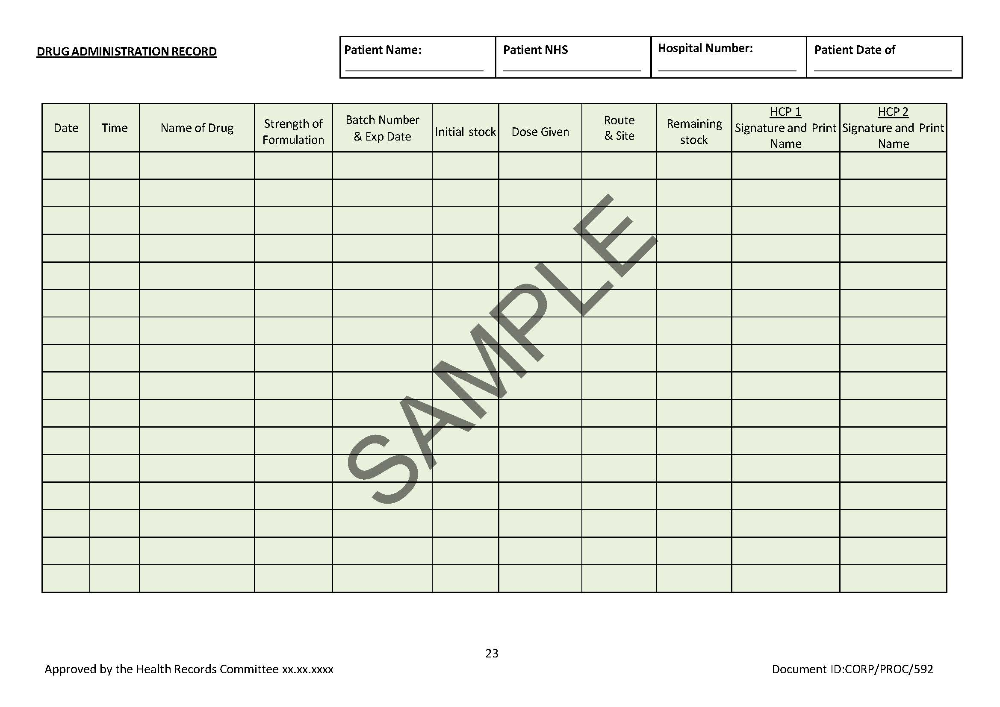 DRUG ADMINISTRATION RECORD
Patient Name:
Patient NHS
Hospital Number:
Patient Date of
Date
Time
Name of Drug
Strength of
Formulation
Batch Number
& Exp Date
Initial stock
Dose Given
Route
& Site
Remaining
stock
HCP 1
Signature and Print
Name
HCP 2
Signature and Print
Name
SAMPLE
23
Approved by the Health Records Committee xx.xx.xxxx
Document ID:CORP/PROC/592